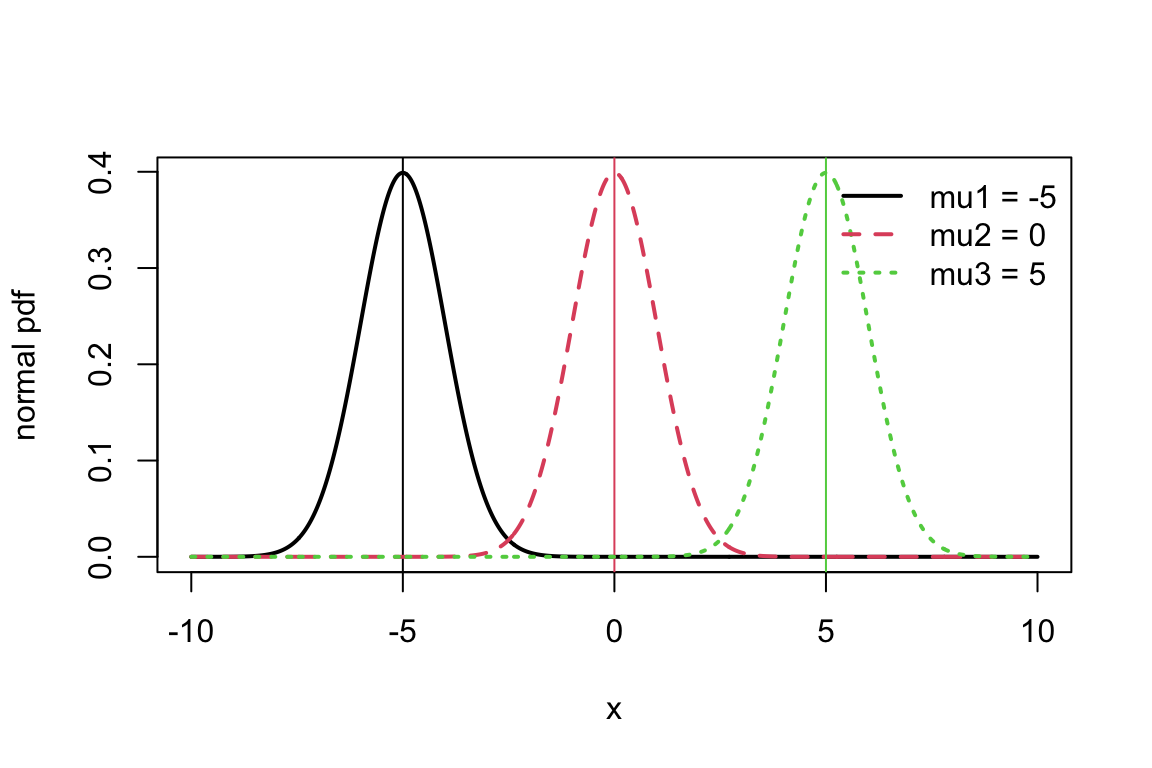 mu1 = -5
mu2 = 0
mu3 = 5
normal pdf
0.4
0.3
0.2
0.1
0.0
-10 -5 0 5 10
x